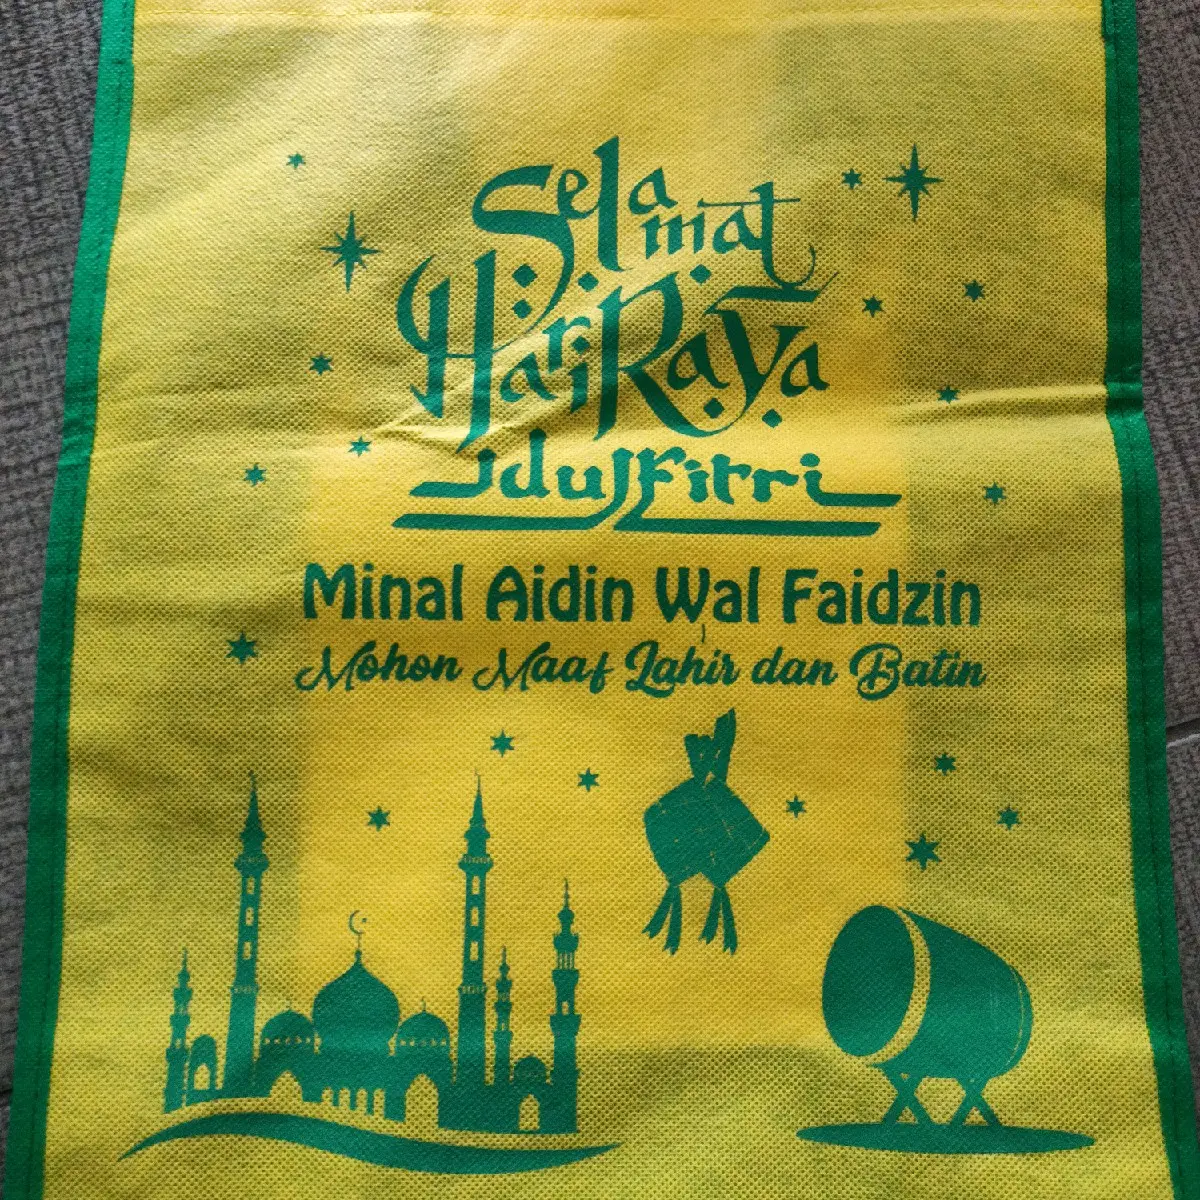 Selamat
Hari Raya
Idul Fitri
Minal Aidin Wal Faidzin
Mohon Maaf Lahir dan Batin